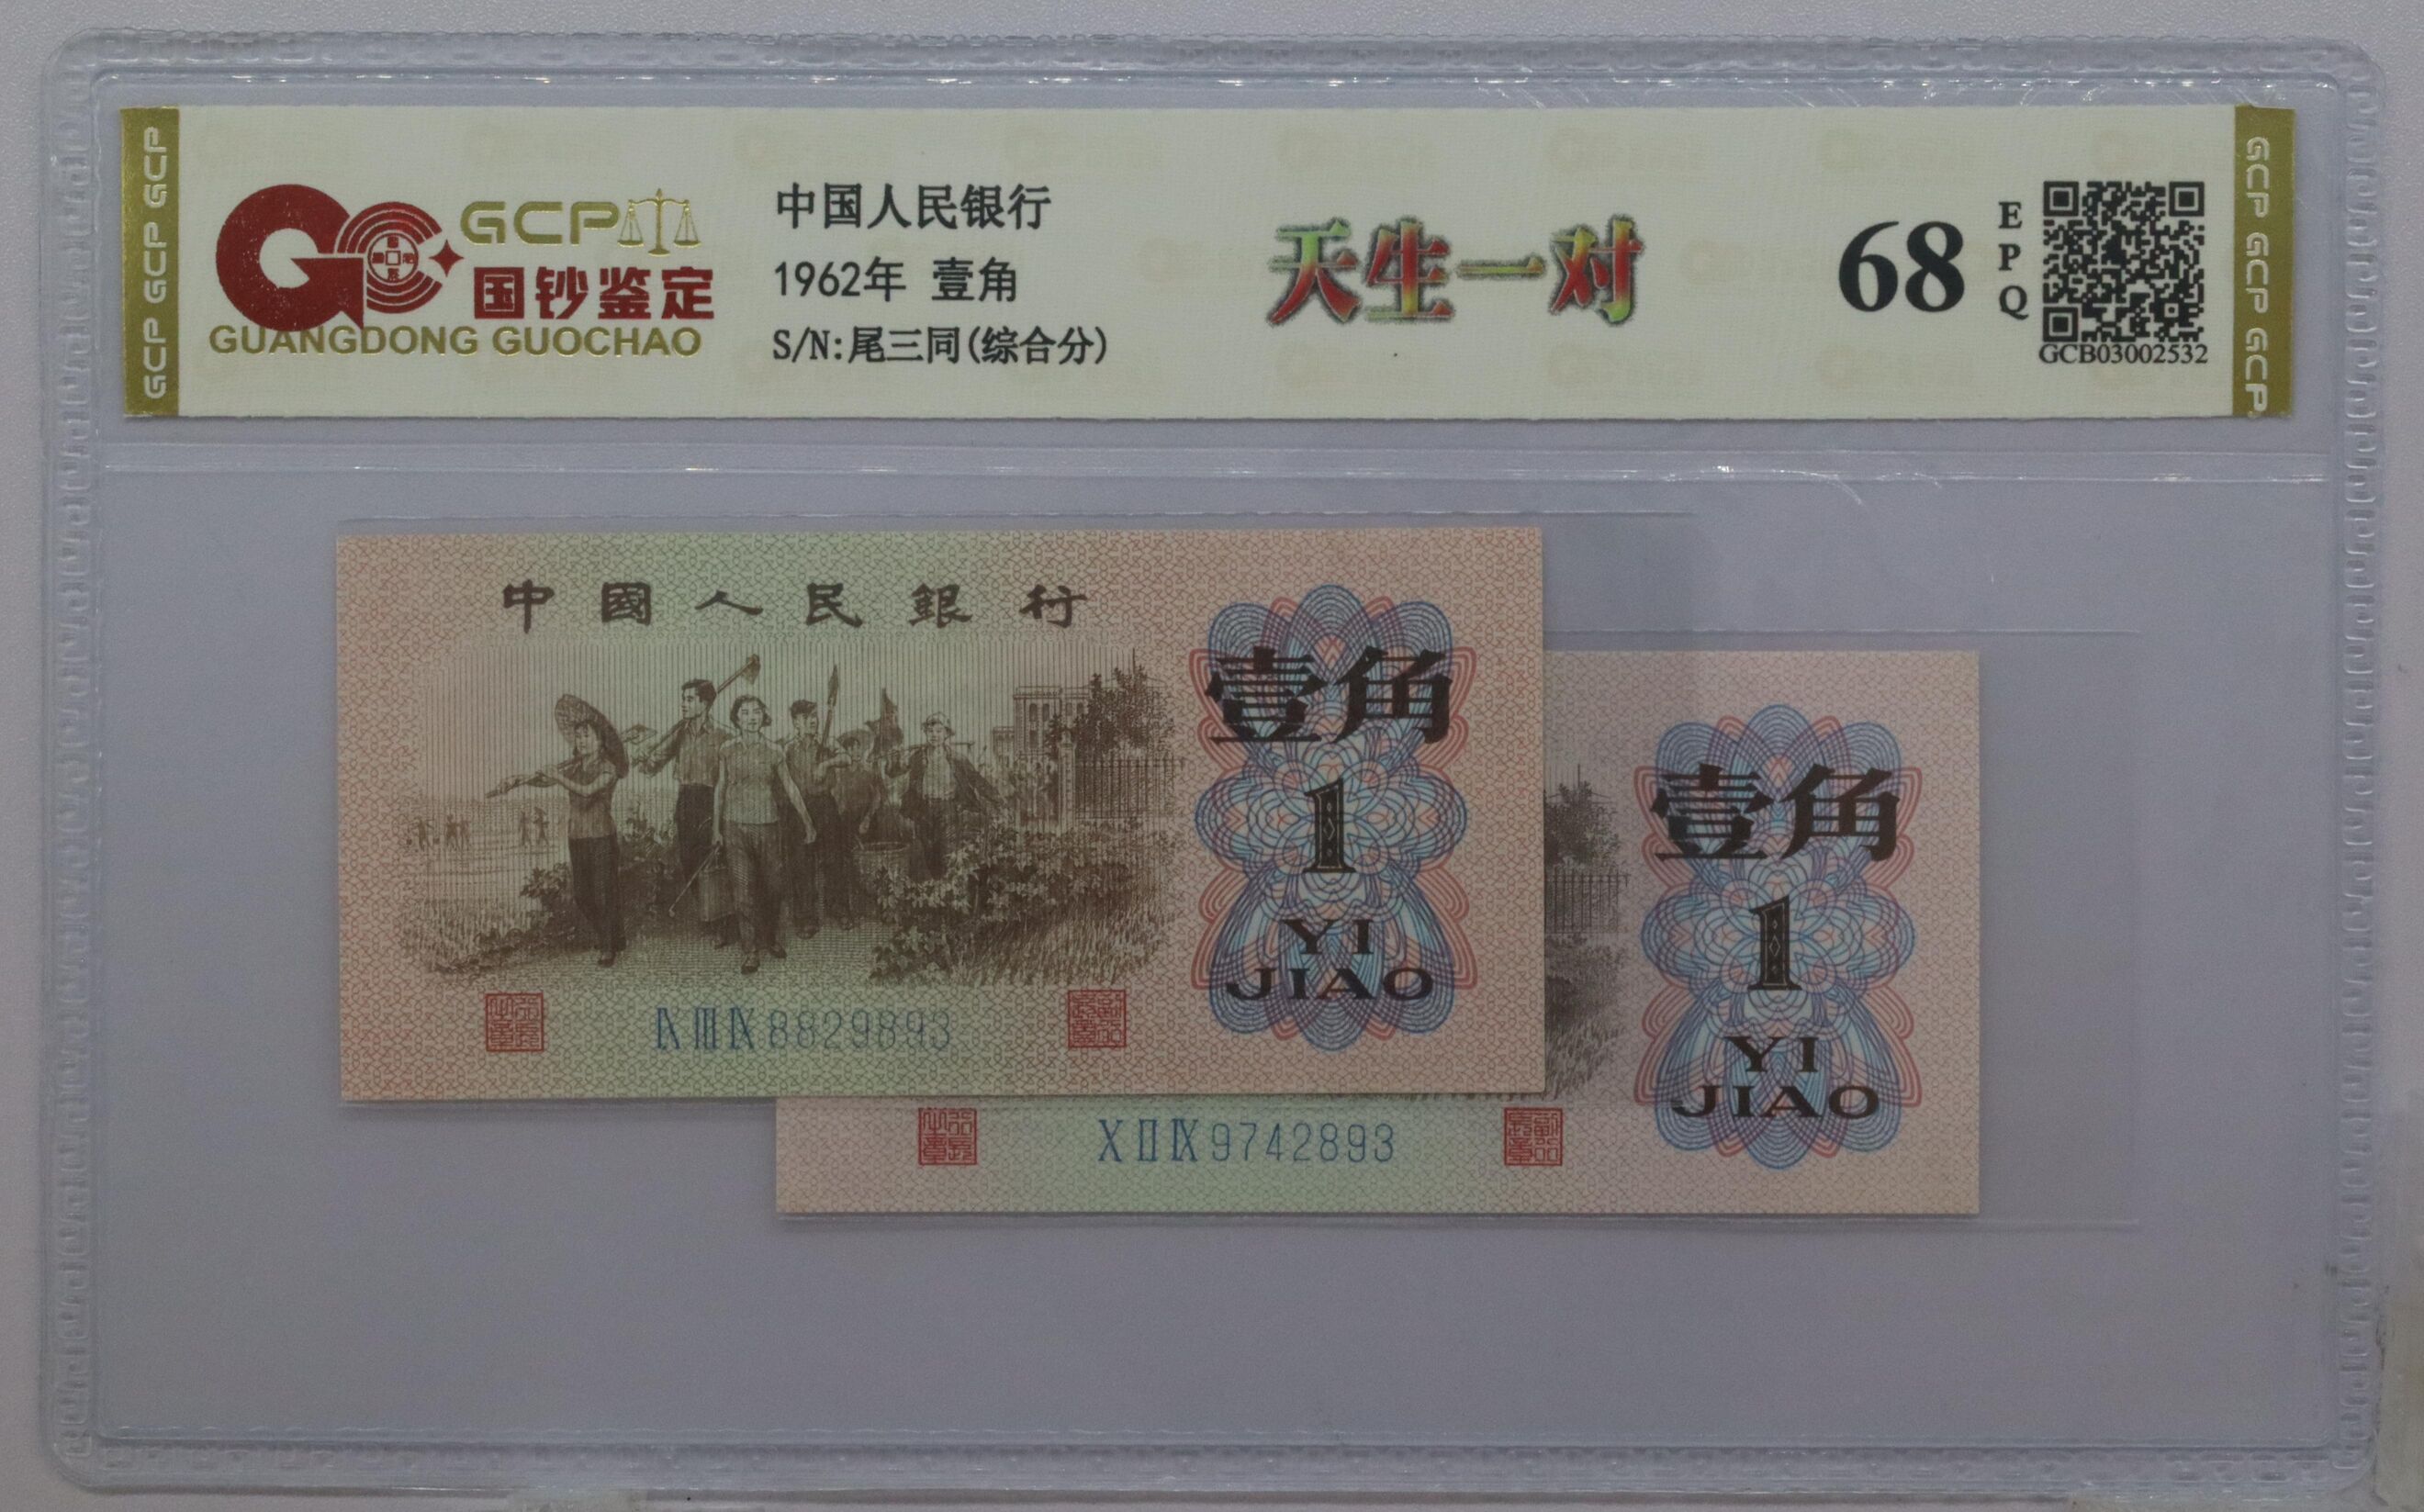 GCP GCP GCP
GCP
国钞鉴定
GUANGDONG GUOCHAO
中国人民银行
1962年 壹角
S/N:尾三同(综合分)
天生一对
68
EPQ
GCB03002532
GCP GCP GCP
中國人民銀行
壹角
1
YI
JIAO
IX III IX 8829893
壹角
1
YI
JIAO
X II IX 9742893